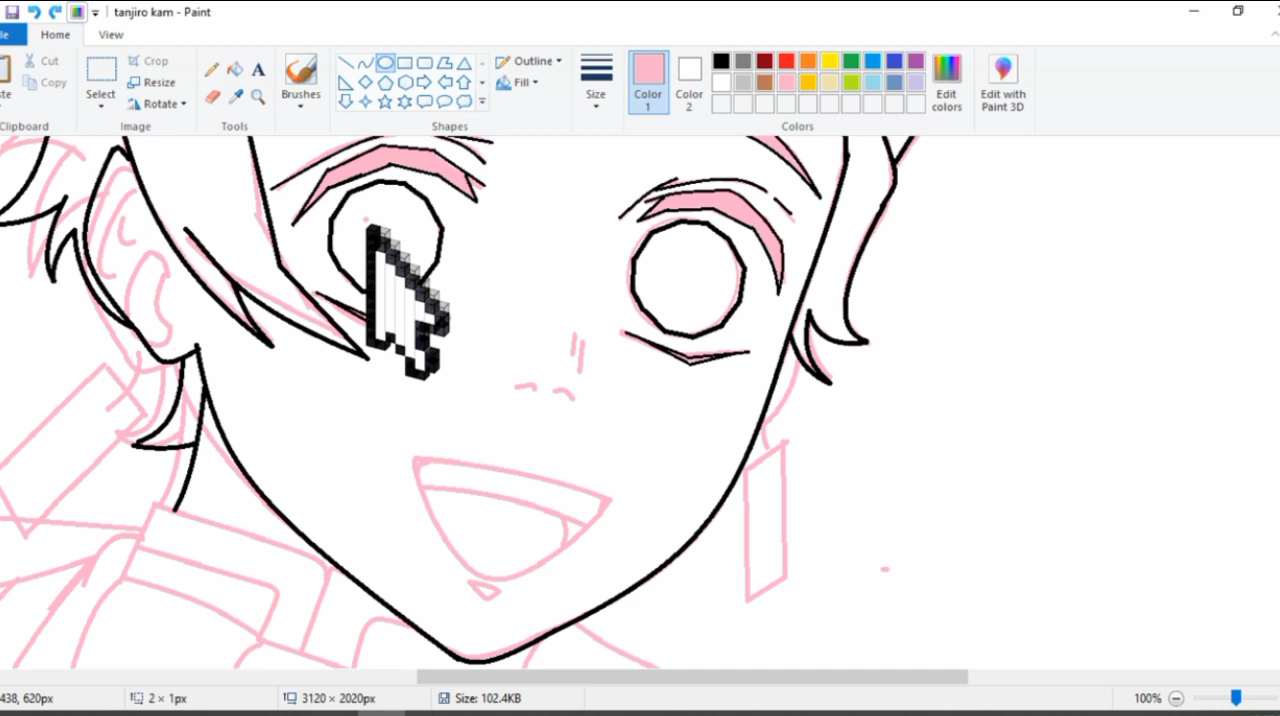 tanjiro kam - Paint
le
Home
View
Cut
Copy
ste
Clipboard
Select
Crop
Resize
Rotate
Image
A
Tools
Brushes
Outline
Fill
Shapes
Size
Color
1
Color
2
Edit
colors
Colors
Edit with
Paint 3D
438, 620px
2 × 1px
3120 × 2020px
Size: 102.4KB
100%